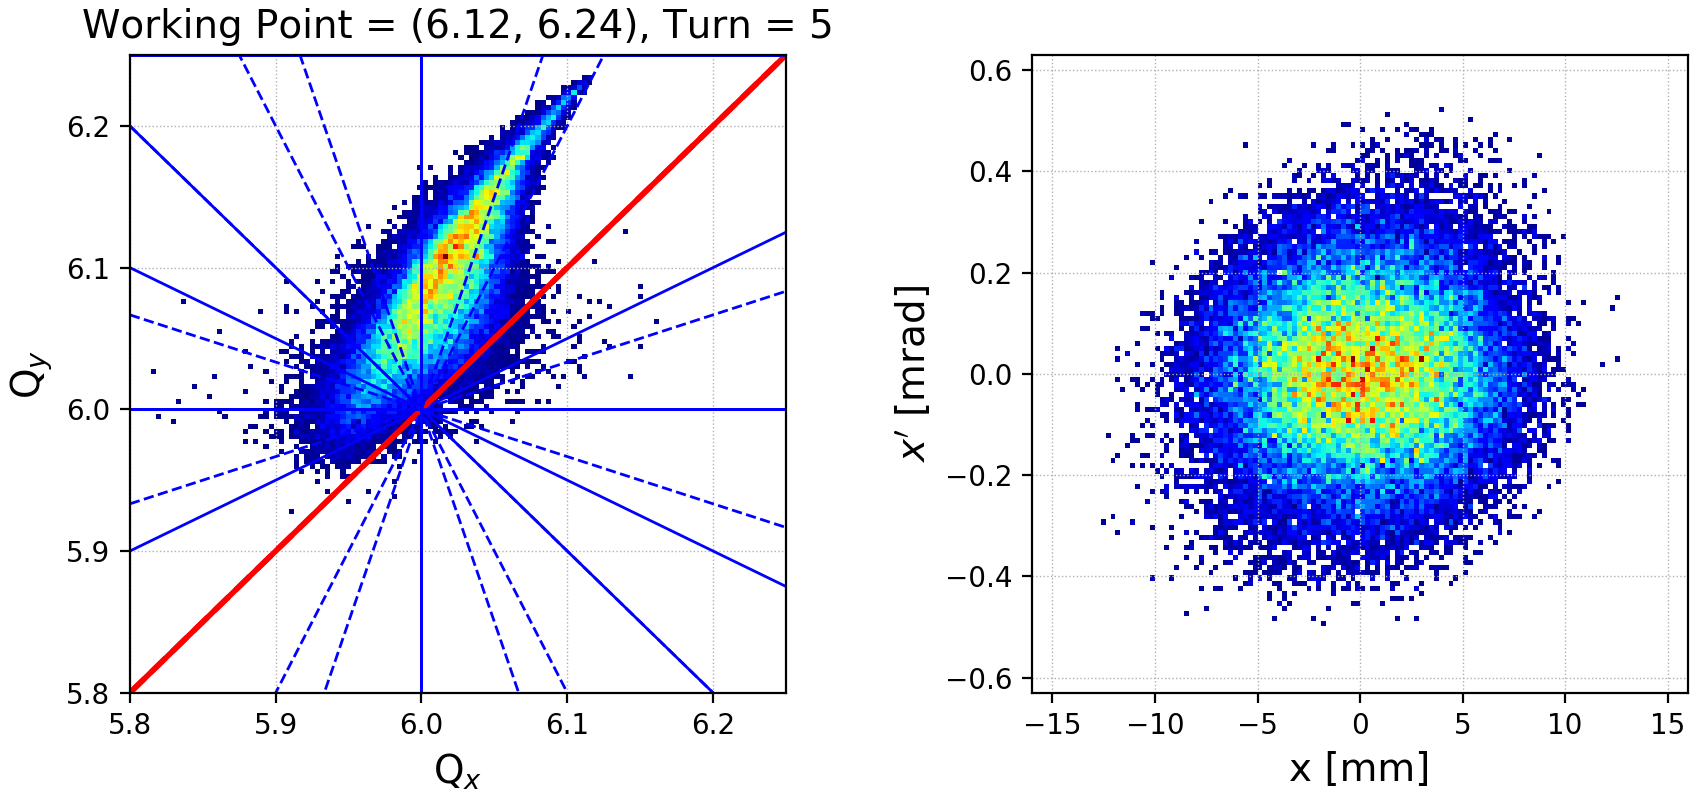 Working Point = (6.12, 6.24), Turn = 5
6.2
6.1
6.0
5.9
5.8
Qy
5.8 5.9 6.0 6.1 6.2
Qx
0.6
0.4
0.2
0.0
−0.2
−0.4
−0.6
x′ [mrad]
−15 −10 −5 0 5 10 15
x [mm]